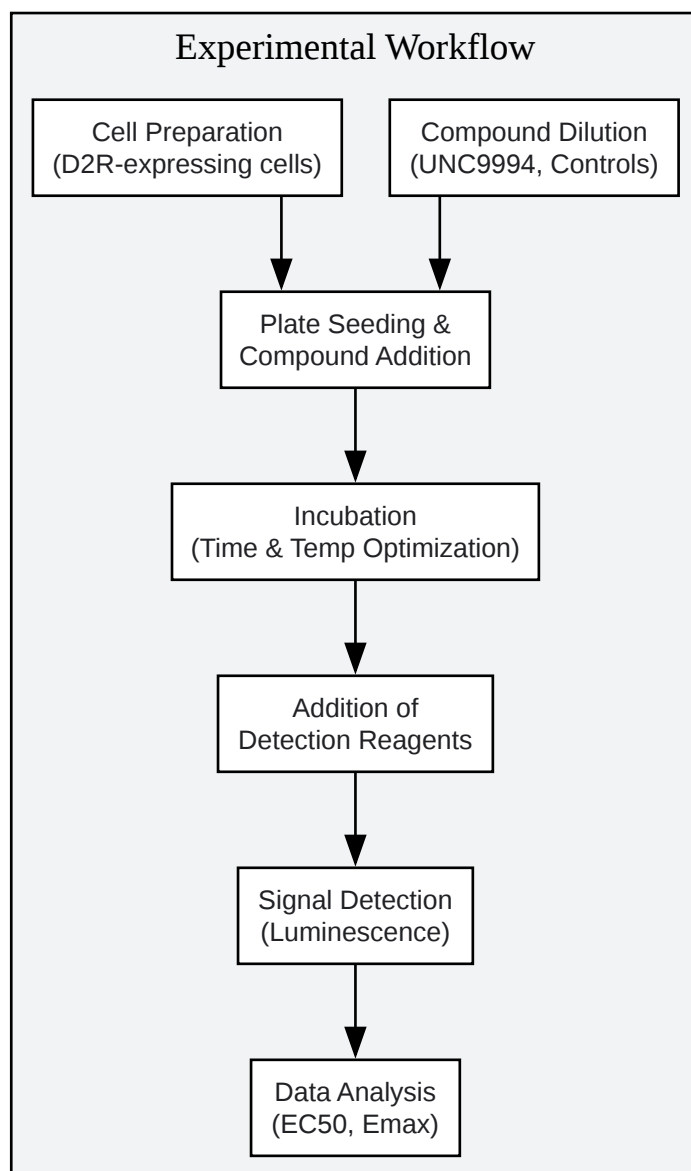 Experimental Workflow
Cell Preparation
(D2R-expressing cells)
Compound Dilution
(UNC9994, Controls)
Plate Seeding &
Compound Addition
Incubation
(Time & Temp Optimization)
Addition of
Detection Reagents
Signal Detection
(Luminescence)
Data Analysis
(EC50, Emax)